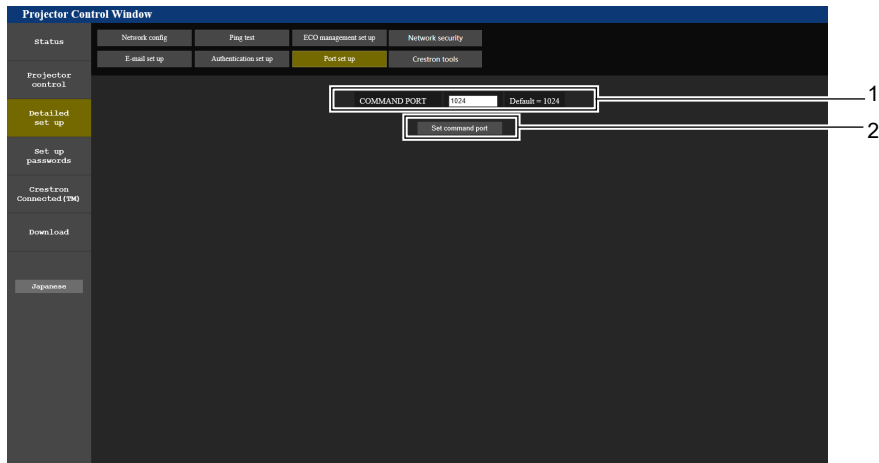 Projector Control Window
Status
Network config
Ping test
ECO management set up
Network security
E-mail set up
Authentication set up
Port set up
Crestron tools
Projector
control
COMMAND PORT 1024 Default = 1024
1
Detailed
set up
Set command port
2
Set up
passwords
Crestron
Connected(TM)
Download
Japanese